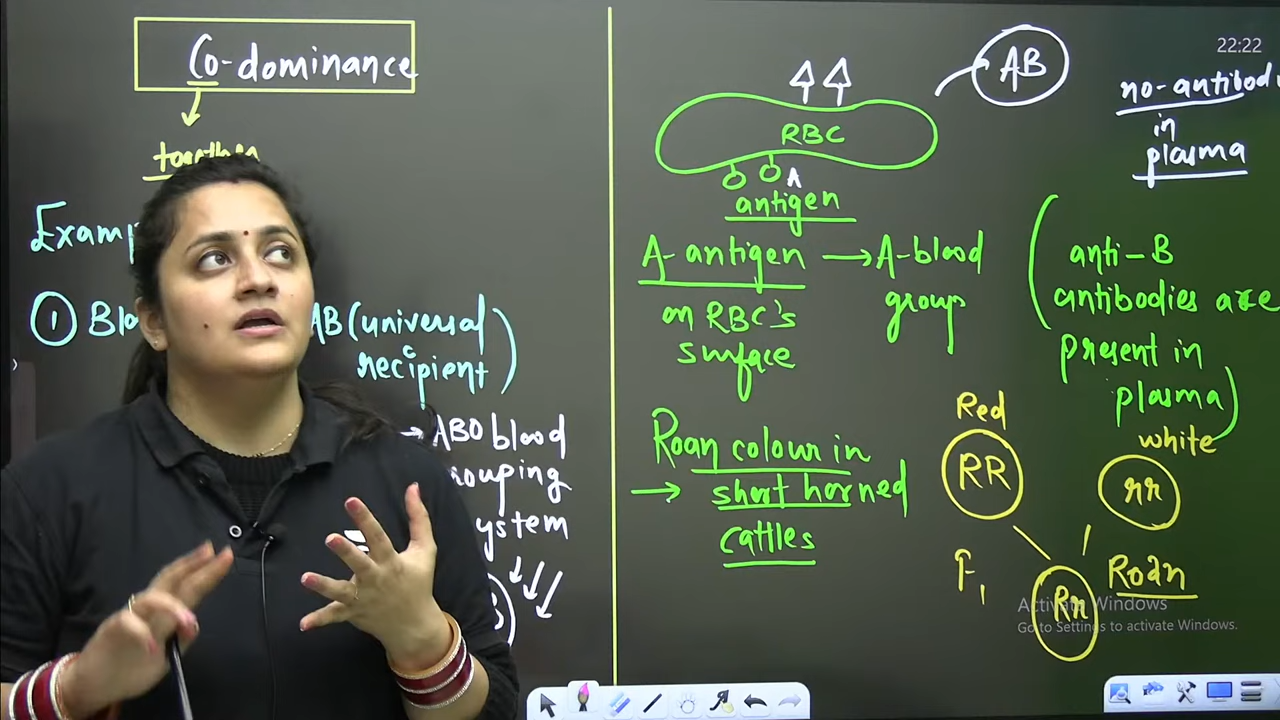 Co-dominance
together
Examp
① Blo
AB (universal
recipient)
→ ABO blood
rouping
ystem
22:22
AB
no-antibodi
in
plasma
RBC
A
antigen
A-antigen → A-blood
group
on RBC's
surface
(anti-B
antibodies are
present in
plasma)
Roan colour in
→ short horned
cattles
Red
RR
white
rr
F1
Rr
Roan
Activate Windows
Go to Settings to activate Windows.